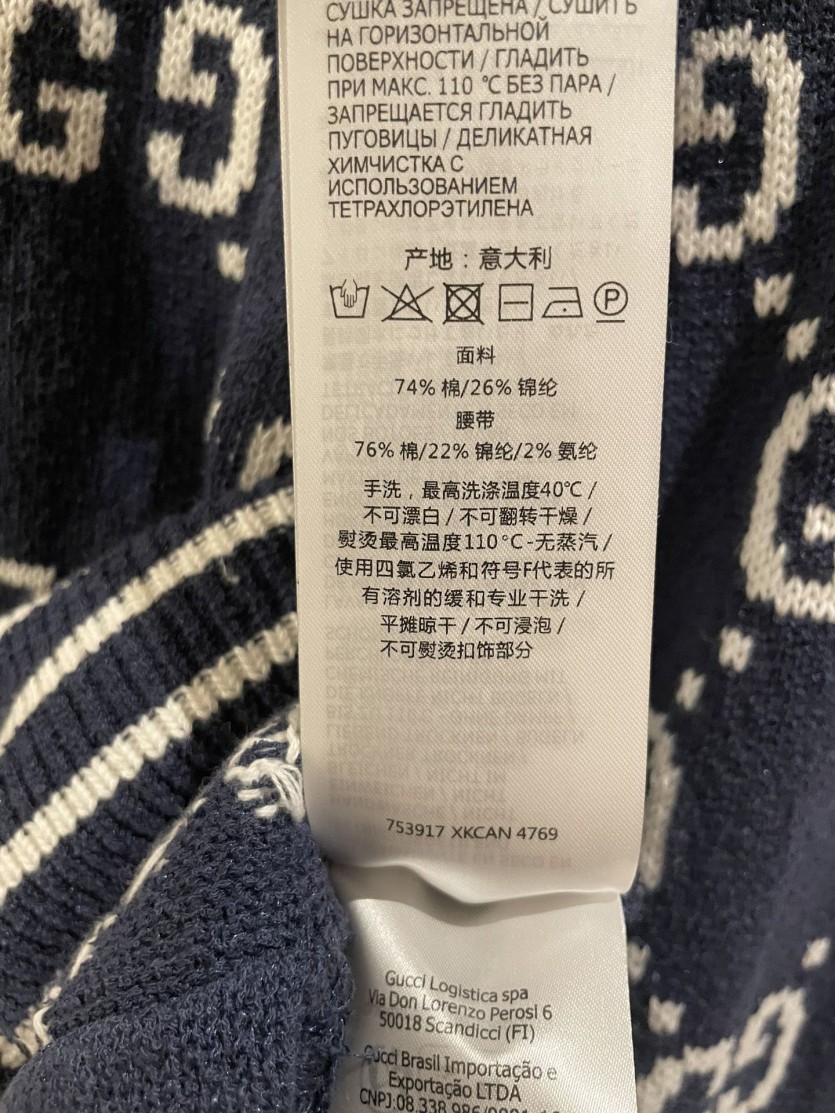 СУШКА ЗАПРЕЩЕНА / СУШИТЬ
НА ГОРИЗОНТАЛЬНОЙ
ПОВЕРХНОСТИ / ГЛАДИТЬ
ПРИ МАКС. 110 °C БЕЗ ПАРА /
ЗАПРЕЩАЕТСЯ ГЛАДИТЬ
ПУГОВИЦЫ / ДЕЛИКАТНАЯ
ХИМЧИСТКА С
ИСПОЛЬЗОВАНИЕМ
ТЕТРАХЛОРЭТИЛЕНА
产地：意大利
P
面料
74% 棉/26% 锦纶
腰带
76% 棉/22% 锦纶/2% 氨纶
手洗，最高洗涤温度40℃ /
不可漂白 / 不可翻转干燥 /
熨烫最高温度110°C-无蒸汽 /
使用四氯乙烯和符号F代表的所
有溶剂的缓和专业干洗 /
平摊晾干 / 不可浸泡 /
不可熨烫扣饰部分
753917 XKCAN 4769
Gucci Logistica spa
Via Don Lorenzo Perosi 6
50018 Scandicci (FI)
Gucci Brasil Importação e
Exportação LTDA
CNPJ:08.338.986/0001